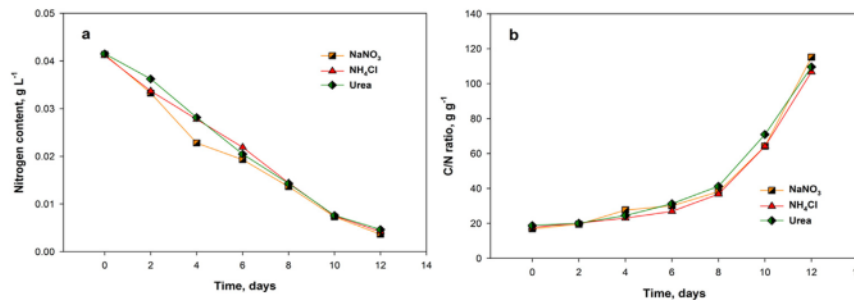 a
Nitrogen content, g L⁻¹
0.05
0.04
0.03
0.02
0.01
0.00
NaNO₃
NH₄Cl
Urea
0 2 4 6 8 10 12 14
Time, days
b
C/N ratio, g g⁻¹
140
120
100
80
60
40
20
0
NaNO₃
NH₄Cl
Urea
0 2 4 6 8 10 12 1
Time, days